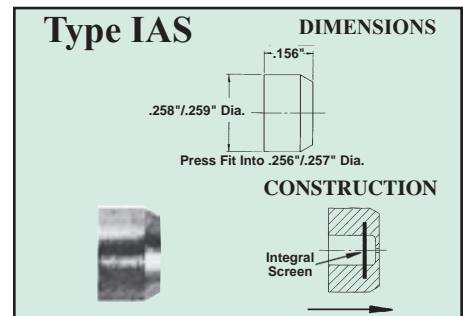 Type IAS
DIMENSIONS
.156"
.258"/.259" Dia.
Press Fit Into .256"/.257" Dia.
CONSTRUCTION
Integral
Screen